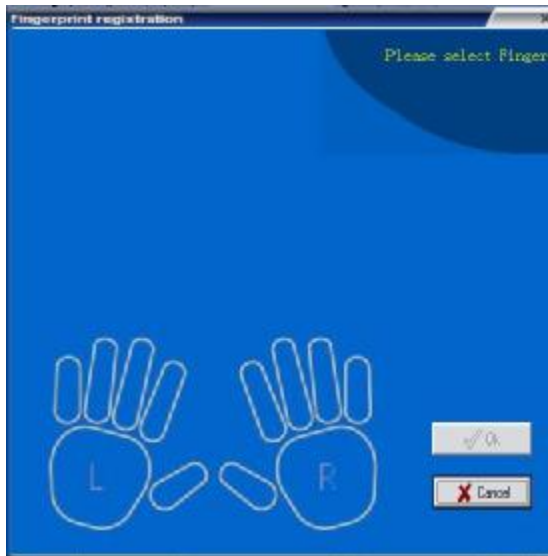 Fingerprint registration
Please select Finger
L
R
Ok
Cancel